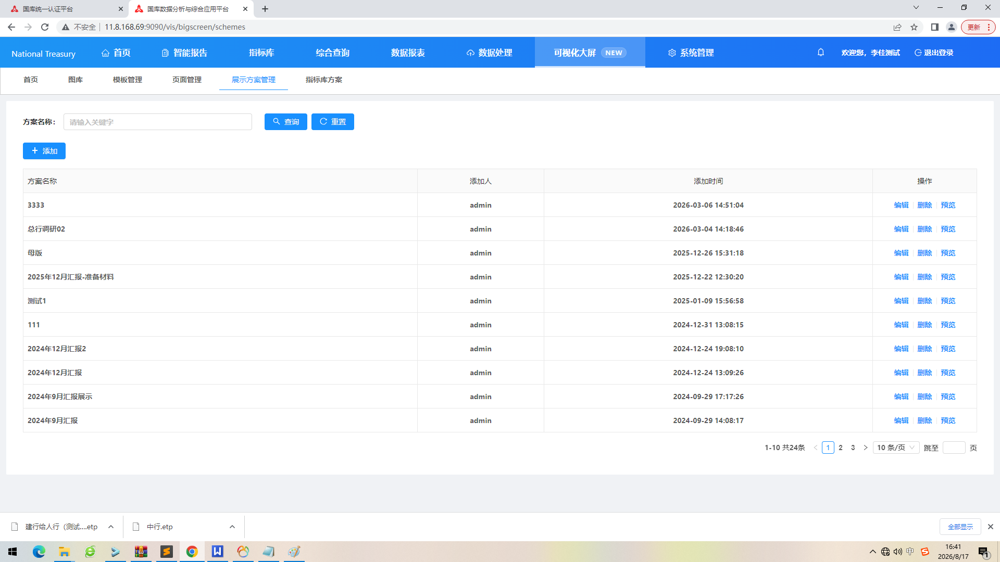 国库统一认证平台
国库数据分析与综合应用平台
不安全 11.8.168.69:9090/vis/bigscreen/schemes
更新
National Treasury 首页 智能报告 指标库 综合查询 数据报表 数据处理 可视化大屏 NEW 系统管理 欢迎您，李佳测试 退出登录
首页 图库 模板管理 页面管理 展示方案管理 指标库方案
方案名称： 请输入关键字 查询 重置
添加
方案名称 添加人 添加时间 操作
3333 admin 2026-03-06 14:51:04 编辑 删除 预览
总行调研02 admin 2026-03-04 14:18:46 编辑 删除 预览
母版 admin 2025-12-26 15:31:18 编辑 删除 预览
2025年12月汇报-准备材料 admin 2025-12-22 12:30:20 编辑 删除 预览
测试1 admin 2025-01-09 15:56:58 编辑 删除 预览
111 admin 2024-12-31 13:08:15 编辑 删除 预览
2024年12月汇报2 admin 2024-12-24 19:08:10 编辑 删除 预览
2024年12月汇报 admin 2024-12-24 13:09:26 编辑 删除 预览
2024年9月汇报展示 admin 2024-09-29 17:17:26 编辑 删除 预览
2024年9月汇报 admin 2024-09-29 14:08:17 编辑 删除 预览
1-10 共24条 1 2 3 10 条/页 跳至 页
建行给人行（测试....etp 中行.etp 全部显示
中 16:41
2026/8/17 1